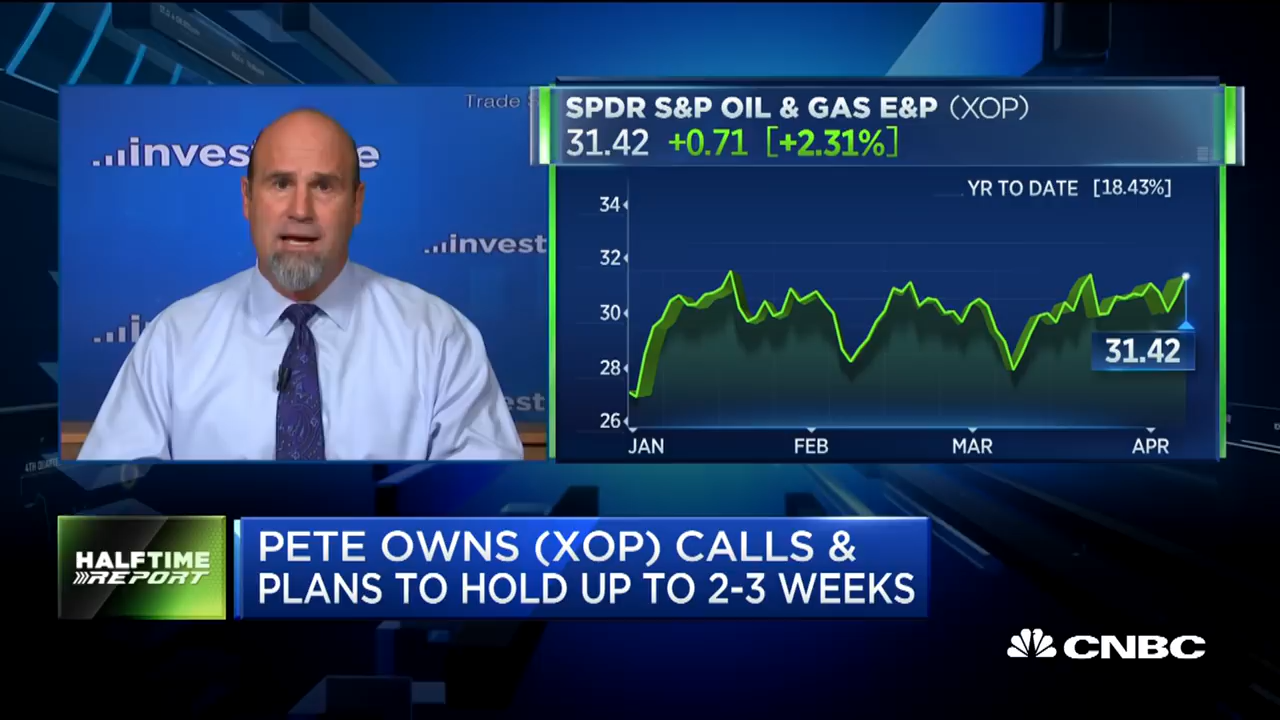 Trade
SPDR S&P OIL & GAS E&P (XOP)
31.42 +0.71 [+2.31%]
YR TO DATE [18.43%]
34
32
30
28
26
31.42
JAN FEB MAR APR
HALFTIME
REPORT
PETE OWNS (XOP) CALLS &
PLANS TO HOLD UP TO 2-3 WEEKS
CNBC
...invest